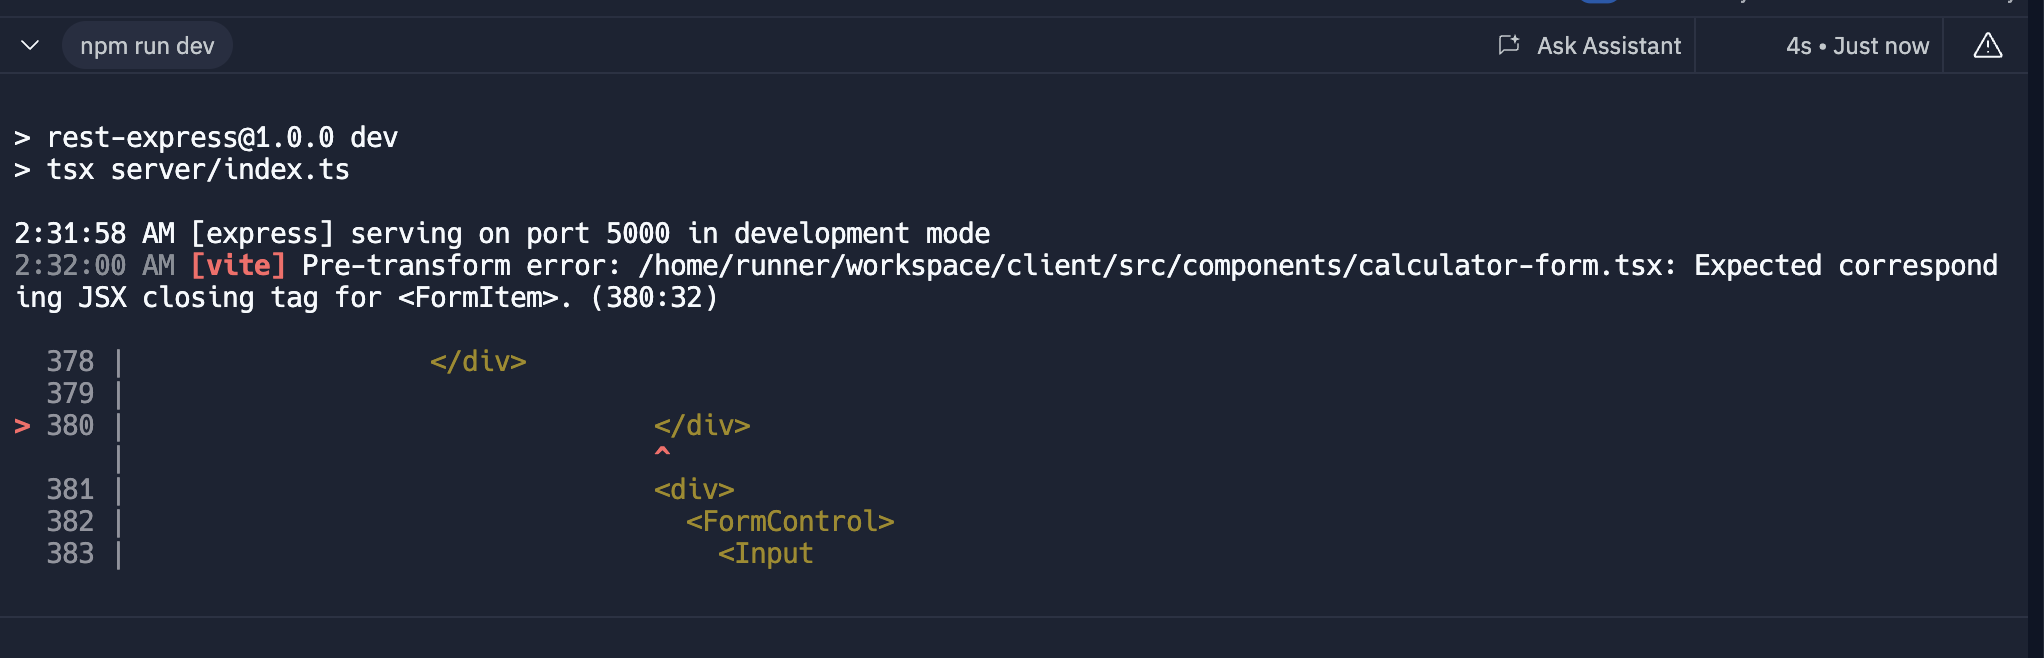 npm run dev
Ask Assistant
4s • Just now
> rest-express@1.0.0 dev
> tsx server/index.ts
2:31:58 AM [express] serving on port 5000 in development mode
2:32:00 AM [vite] Pre-transform error: /home/runner/workspace/client/src/components/calculator-form.tsx: Expected correspond
ing JSX closing tag for <FormItem>. (380:32)
378 | </div>
379 |
> 380 | </div>
| ^
381 | <div>
382 | <FormControl>
383 | <Input